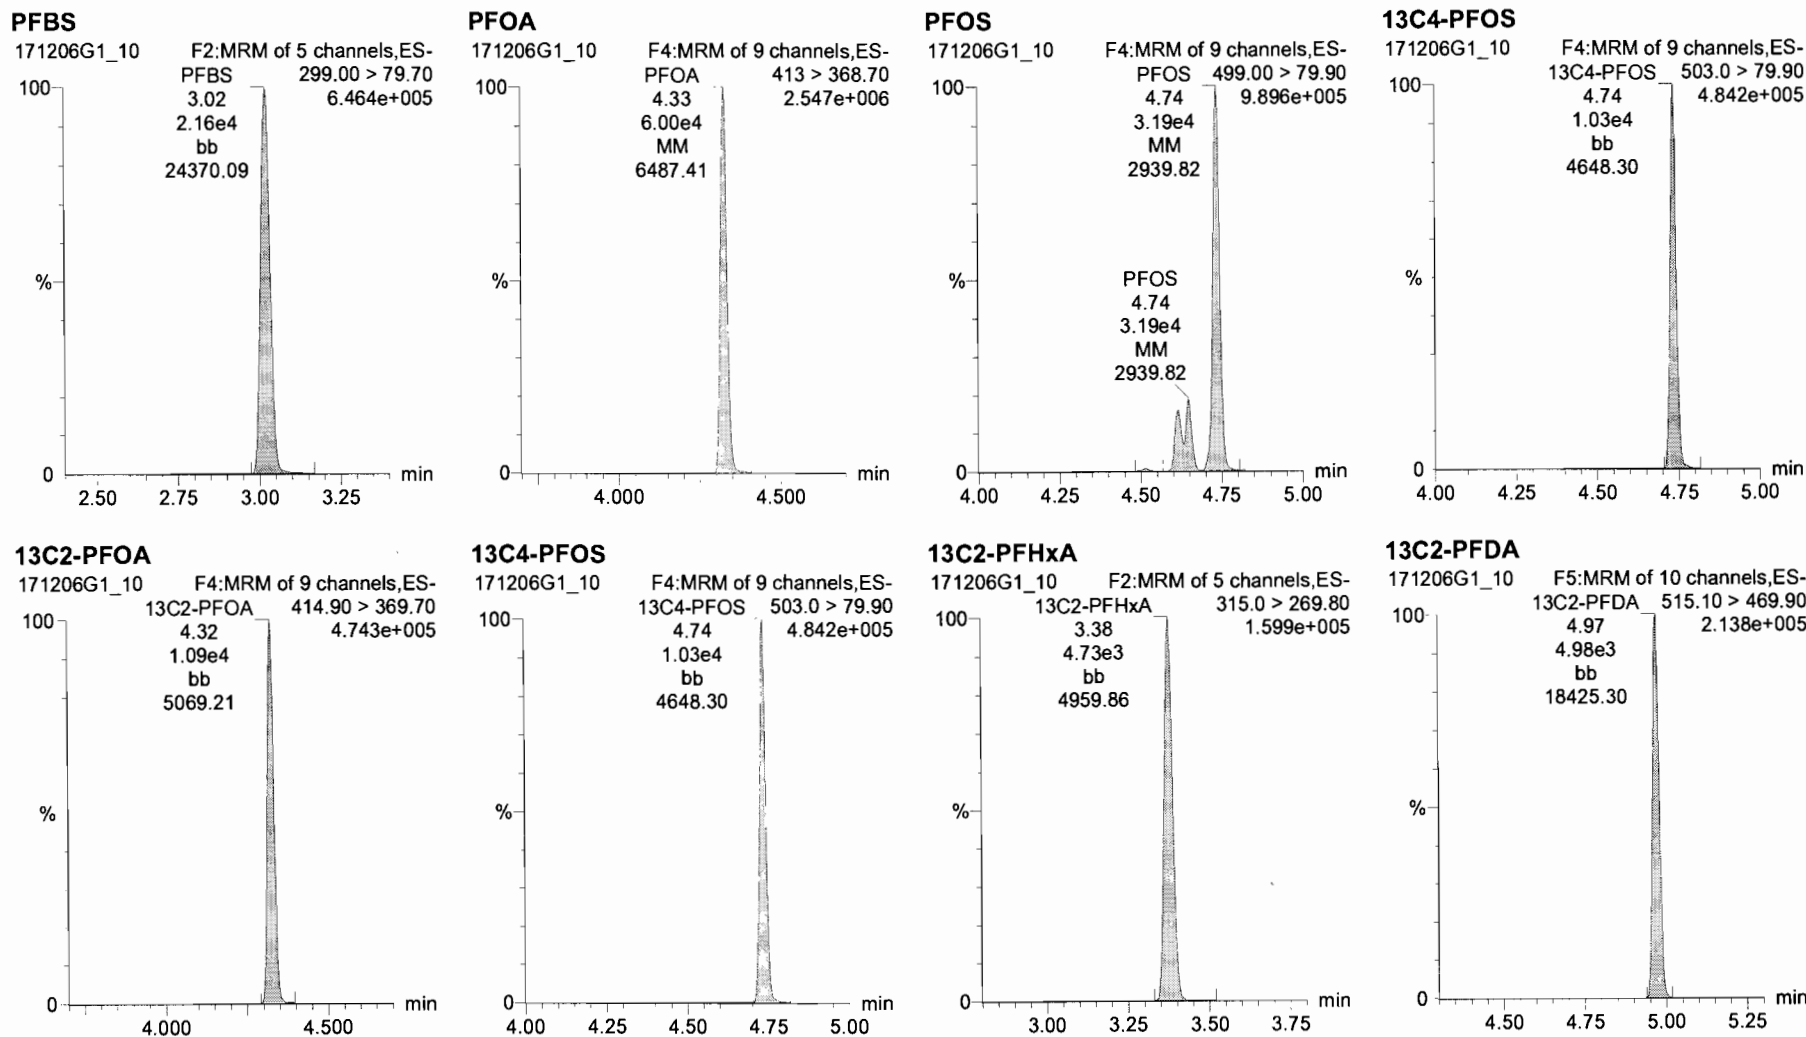 PFBS
171206G1_10 F2:MRM of 5 channels,ES-
PFBS 299.00 > 79.70
3.02 6.464e+005
2.16e4
bb
24370.09
100
%
0
min
2.50 2.75 3.00 3.25
PFOA
171206G1_10 F4:MRM of 9 channels,ES-
PFOA 413 > 368.70
4.33 2.547e+006
6.00e4
MM
6487.41
100
%
0
min
4.000 4.500
PFOS
171206G1_10 F4:MRM of 9 channels,ES-
PFOS 499.00 > 79.90
4.74 9.896e+005
3.19e4
MM
2939.82
100
PFOS
4.74
3.19e4
MM
2939.82
%
0
min
4.00 4.25 4.50 4.75 5.00
13C4-PFOS
171206G1_10 F4:MRM of 9 channels,ES-
13C4-PFOS 503.0 > 79.90
4.74 4.842e+005
1.03e4
bb
4648.30
100
%
0
min
4.00 4.25 4.50 4.75 5.00
13C2-PFOA
171206G1_10 F4:MRM of 9 channels,ES-
13C2-PFOA 414.90 > 369.70
4.32 4.743e+005
1.09e4
bb
5069.21
100
%
0
min
4.000 4.500
13C4-PFOS
171206G1_10 F4:MRM of 9 channels,ES-
13C4-PFOS 503.0 > 79.90
4.74 4.842e+005
1.03e4
bb
4648.30
100
%
0
min
4.00 4.25 4.50 4.75 5.00
13C2-PFHxA
171206G1_10 F2:MRM of 5 channels,ES-
13C2-PFHxA 315.0 > 269.80
3.38 1.599e+005
4.73e3
bb
4959.86
100
%
0
min
3.00 3.25 3.50 3.75
13C2-PFDA
171206G1_10 F5:MRM of 10 channels,ES-
13C2-PFDA 515.10 > 469.90
4.97 2.138e+005
4.98e3
bb
18425.30
100
%
0
min
4.50 4.75 5.00 5.25